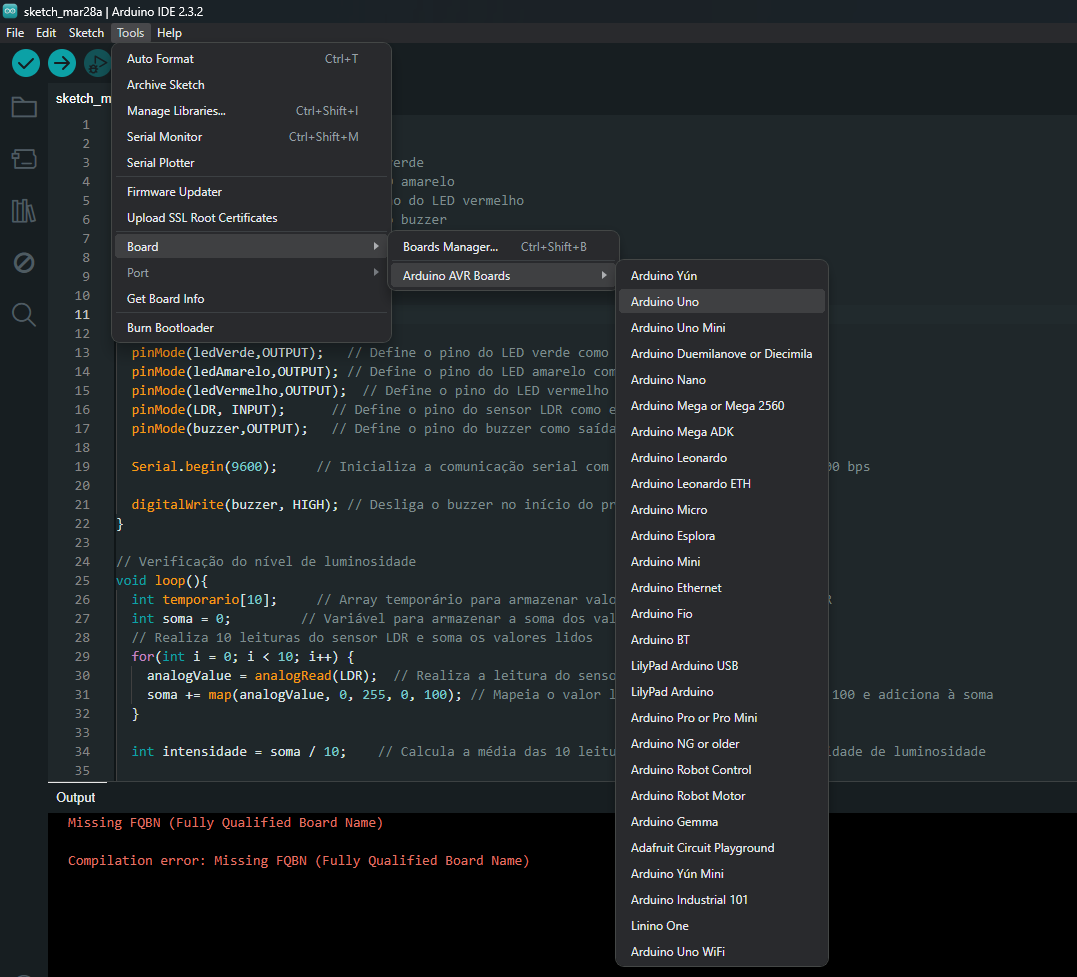 sketch_mar28a | Arduino IDE 2.3.2
File Edit Sketch Tools Help
sketch_m
Auto Format Ctrl+T
Archive Sketch
Manage Libraries... Ctrl+Shift+I
Serial Monitor Ctrl+Shift+M
Serial Plotter
Firmware Updater
Upload SSL Root Certificates
Board
Port
Get Board Info
Burn Bootloader
Boards Manager... Ctrl+Shift+B
Arduino AVR Boards
Arduino Yún
Arduino Uno
Arduino Uno Mini
Arduino Duemilanove or Diecimila
Arduino Nano
Arduino Mega or Mega 2560
Arduino Mega ADK
Arduino Leonardo
Arduino Leonardo ETH
Arduino Micro
Arduino Esplora
Arduino Mini
Arduino Ethernet
Arduino Fio
Arduino BT
LilyPad Arduino USB
LilyPad Arduino
Arduino Pro or Pro Mini
Arduino NG or older
Arduino Robot Control
Arduino Robot Motor
Arduino Gemma
Adafruit Circuit Playground
Arduino Yún Mini
Arduino Industrial 101
Linino One
Arduino Uno WiFi
1
2
3 verde
4 amarelo
5 no do LED vermelho
6 buzzer
7
8
9
10
11
12
13 pinMode(ledVerde,OUTPUT); // Define o pino do LED verde como
14 pinMode(ledAmarelo,OUTPUT); // Define o pino do LED amarelo com
15 pinMode(ledVermelho,OUTPUT); // Define o pino do LED vermelho
16 pinMode(LDR, INPUT); // Define o pino do sensor LDR como e
17 pinMode(buzzer,OUTPUT); // Define o pino do buzzer como saída
18
19 Serial.begin(9600); // Inicializa a comunicação serial com 00 bps
20
21 digitalWrite(buzzer, HIGH); // Desliga o buzzer no início do pr
22 }
23
24 // Verificação do nível de luminosidade
25 void loop(){
26 int temporario[10]; // Array temporário para armazenar valo R
27 int soma = 0; // Variável para armazenar a soma dos val
28 // Realiza 10 leituras do sensor LDR e soma os valores lidos
29 for(int i = 0; i < 10; i++) {
30 analogValue = analogRead(LDR); // Realiza a leitura do senso
31 soma += map(analogValue, 0, 255, 0, 100); // Mapeia o valor l 100 e adiciona à soma
32 }
33
34 int intensidade = soma / 10; // Calcula a média das 10 leitu idade de luminosidade
35
Output
Missing FQBN (Fully Qualified Board Name)
Compilation error: Missing FQBN (Fully Qualified Board Name)